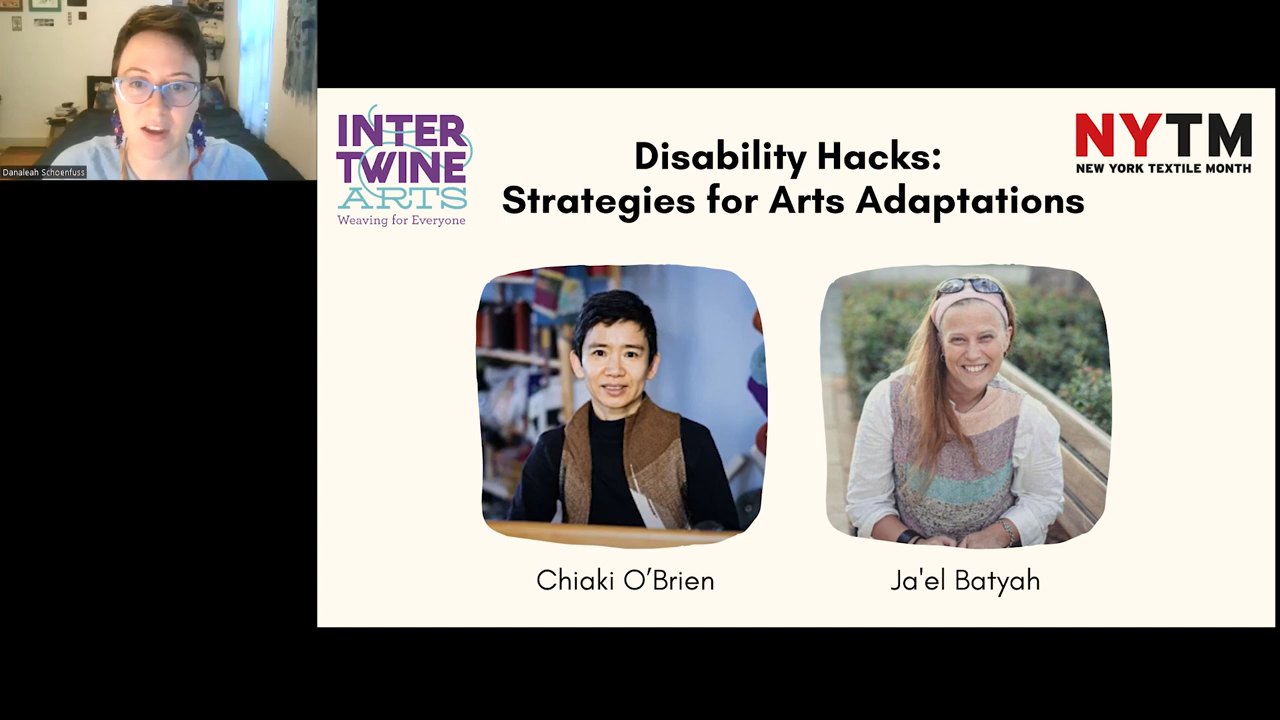 Danaleah Schoenfuss
INTER
TWINE
ARTS
Weaving for Everyone
Disability Hacks:
Strategies for Arts Adaptations
NYTM
NEW YORK TEXTILE MONTH
Chiaki O’Brien
Ja'el Batyah